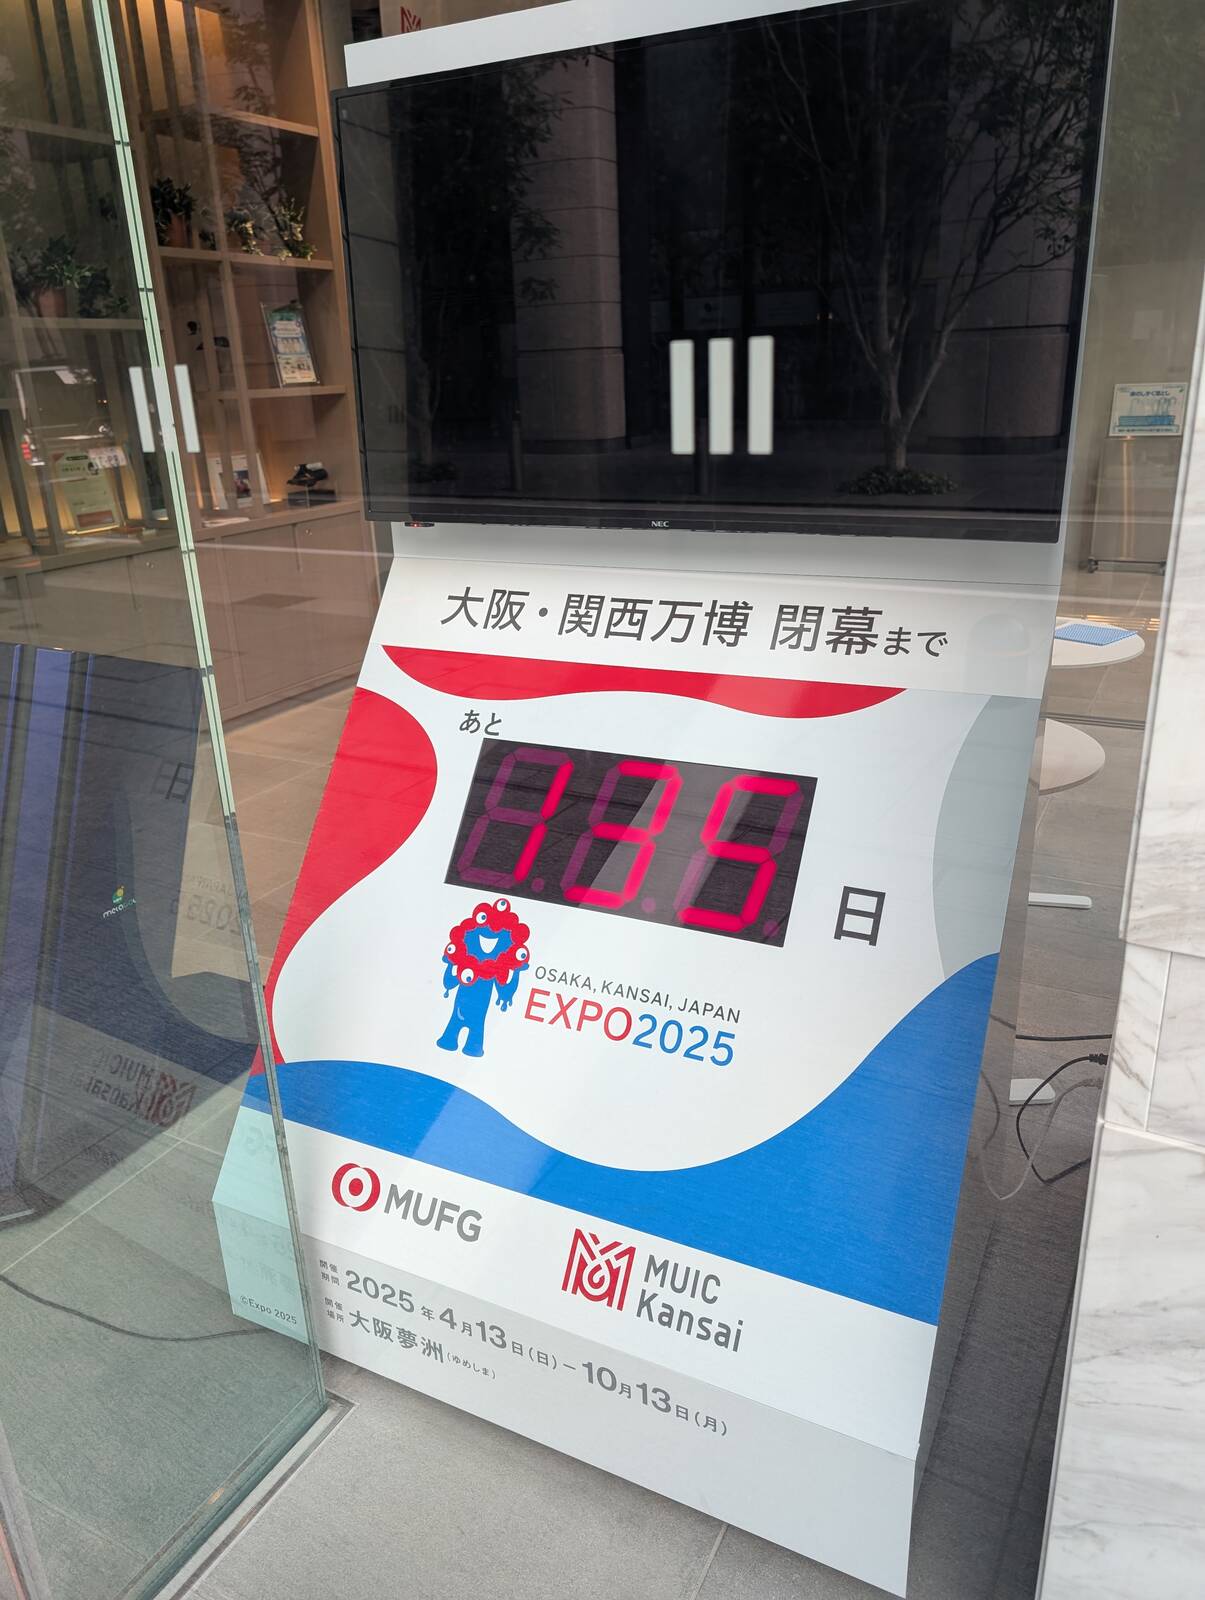 NEC
大阪・関西万博 閉幕まで
あと
135
日
OSAKA, KANSAI, JAPAN
EXPO2025
MUFG
MUIC
Kansai
開催期間 2025年4月13日(日)－10月13日(月)
開催場所 大阪夢洲(ゆめしま)
©Expo 2025